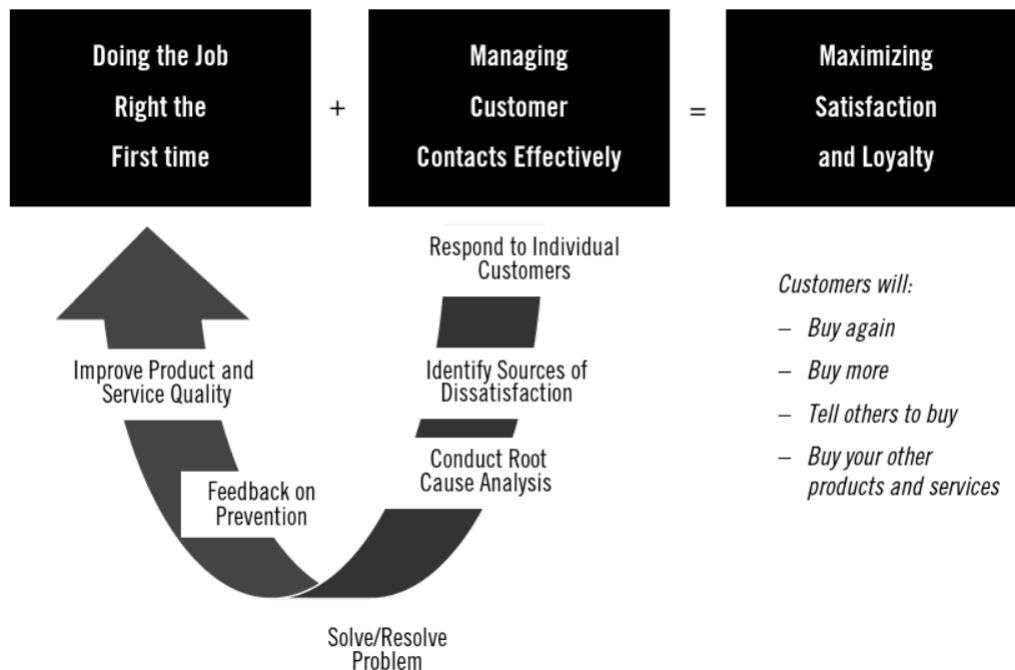 Doing the Job
Right the
First time
+
Managing
Customer
Contacts Effectively
=
Maximizing
Satisfaction
and Loyalty
Respond to Individual
Customers
Identify Sources of
Dissatisfaction
Conduct Root
Cause Analysis
Solve/Resolve
Problem
Feedback on
Prevention
Improve Product and
Service Quality
Customers will:
– Buy again
– Buy more
– Tell others to buy
– Buy your other
products and services